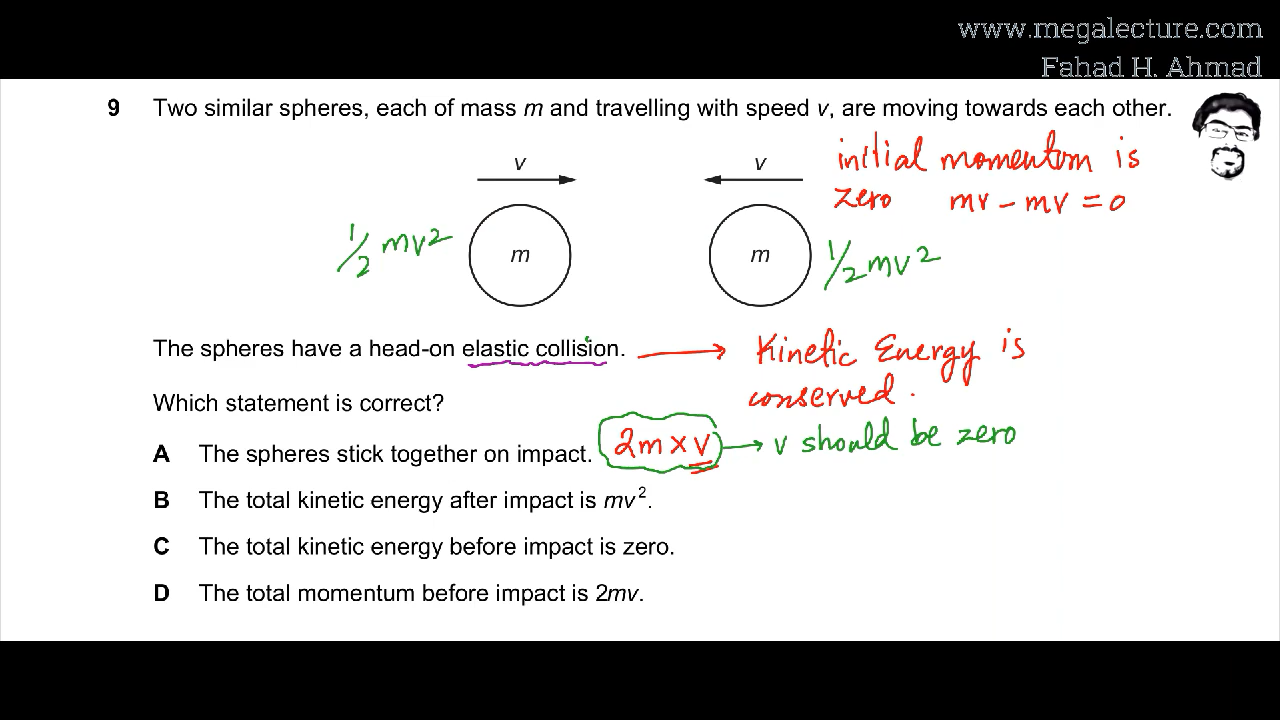 www.megalecture.com
Fahad H. Ahmad
9 Two similar spheres, each of mass m and travelling with speed v, are moving towards each other.
v v
initial momentum is
zero mv - mv = 0
1/2 mv² m m 1/2 mv²
The spheres have a head-on elastic collision. → Kinetic Energy is
conserved.
Which statement is correct?
A The spheres stick together on impact. 2m × v → v should be zero
B The total kinetic energy after impact is mv².
C The total kinetic energy before impact is zero.
D The total momentum before impact is 2mv.